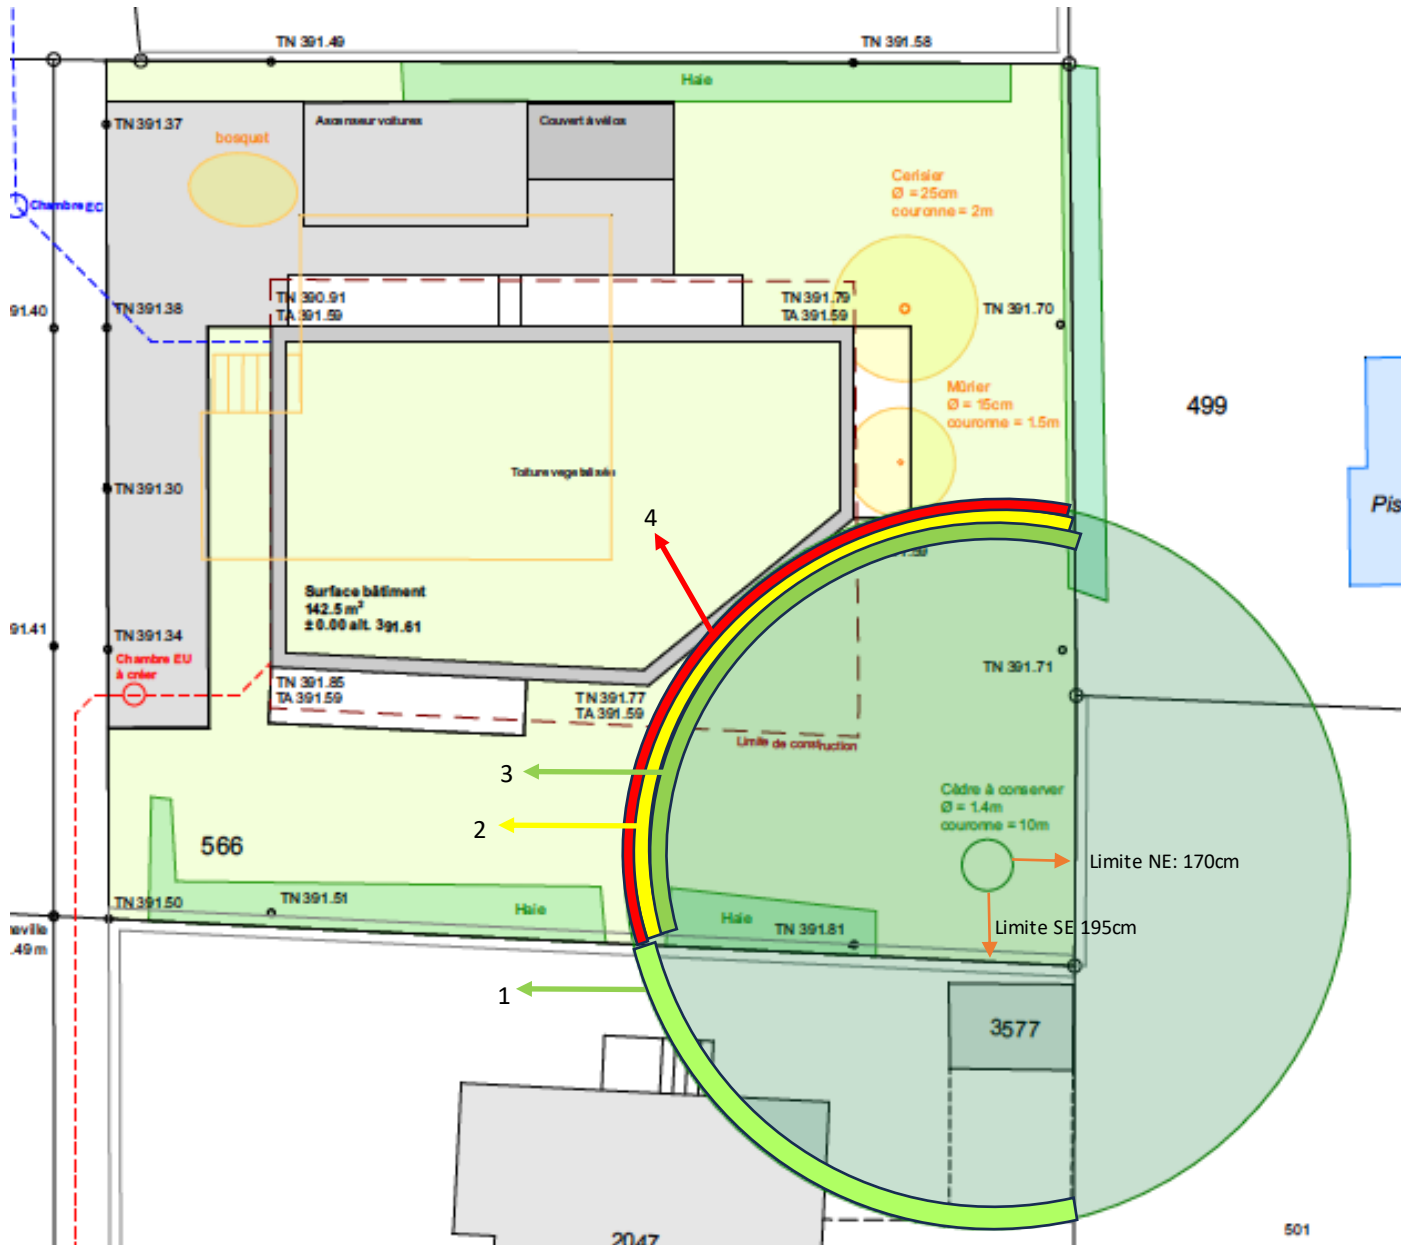 TN 391.49
TN 391.58
Haie
TN 391.37
Ascenseur voitures
Couvert à vélos
bosquet
Cerisier
Ø = 25cm
couronne = 2m
Chambre EC
TN 390.91
TA 391.59
TN 391.79
TA 391.59
91.40
TN 391.38
TN 391.70
Mûrier
Ø = 15cm
couronne = 1.5m
499
Toiture vegetalisée
TN 391.30
Pis
4
Surface bâtiment
142.5 m²
± 0.00 alt. 391.61
91.41
TN 391.34
Chambre EU
à créer
TN 391.71
TN 391.85
TA 391.59
TN 391.77
TA 391.59
Limite de construction
3
Cèdre à conserver
Ø = 1.4m
couronne = 10m
2
566
Limite NE: 170cm
TN 391.50
TN 391.51
Haie
Haie
TN 391.81
Limite SE 195cm
neville
.49 m
1
3577
2047
501